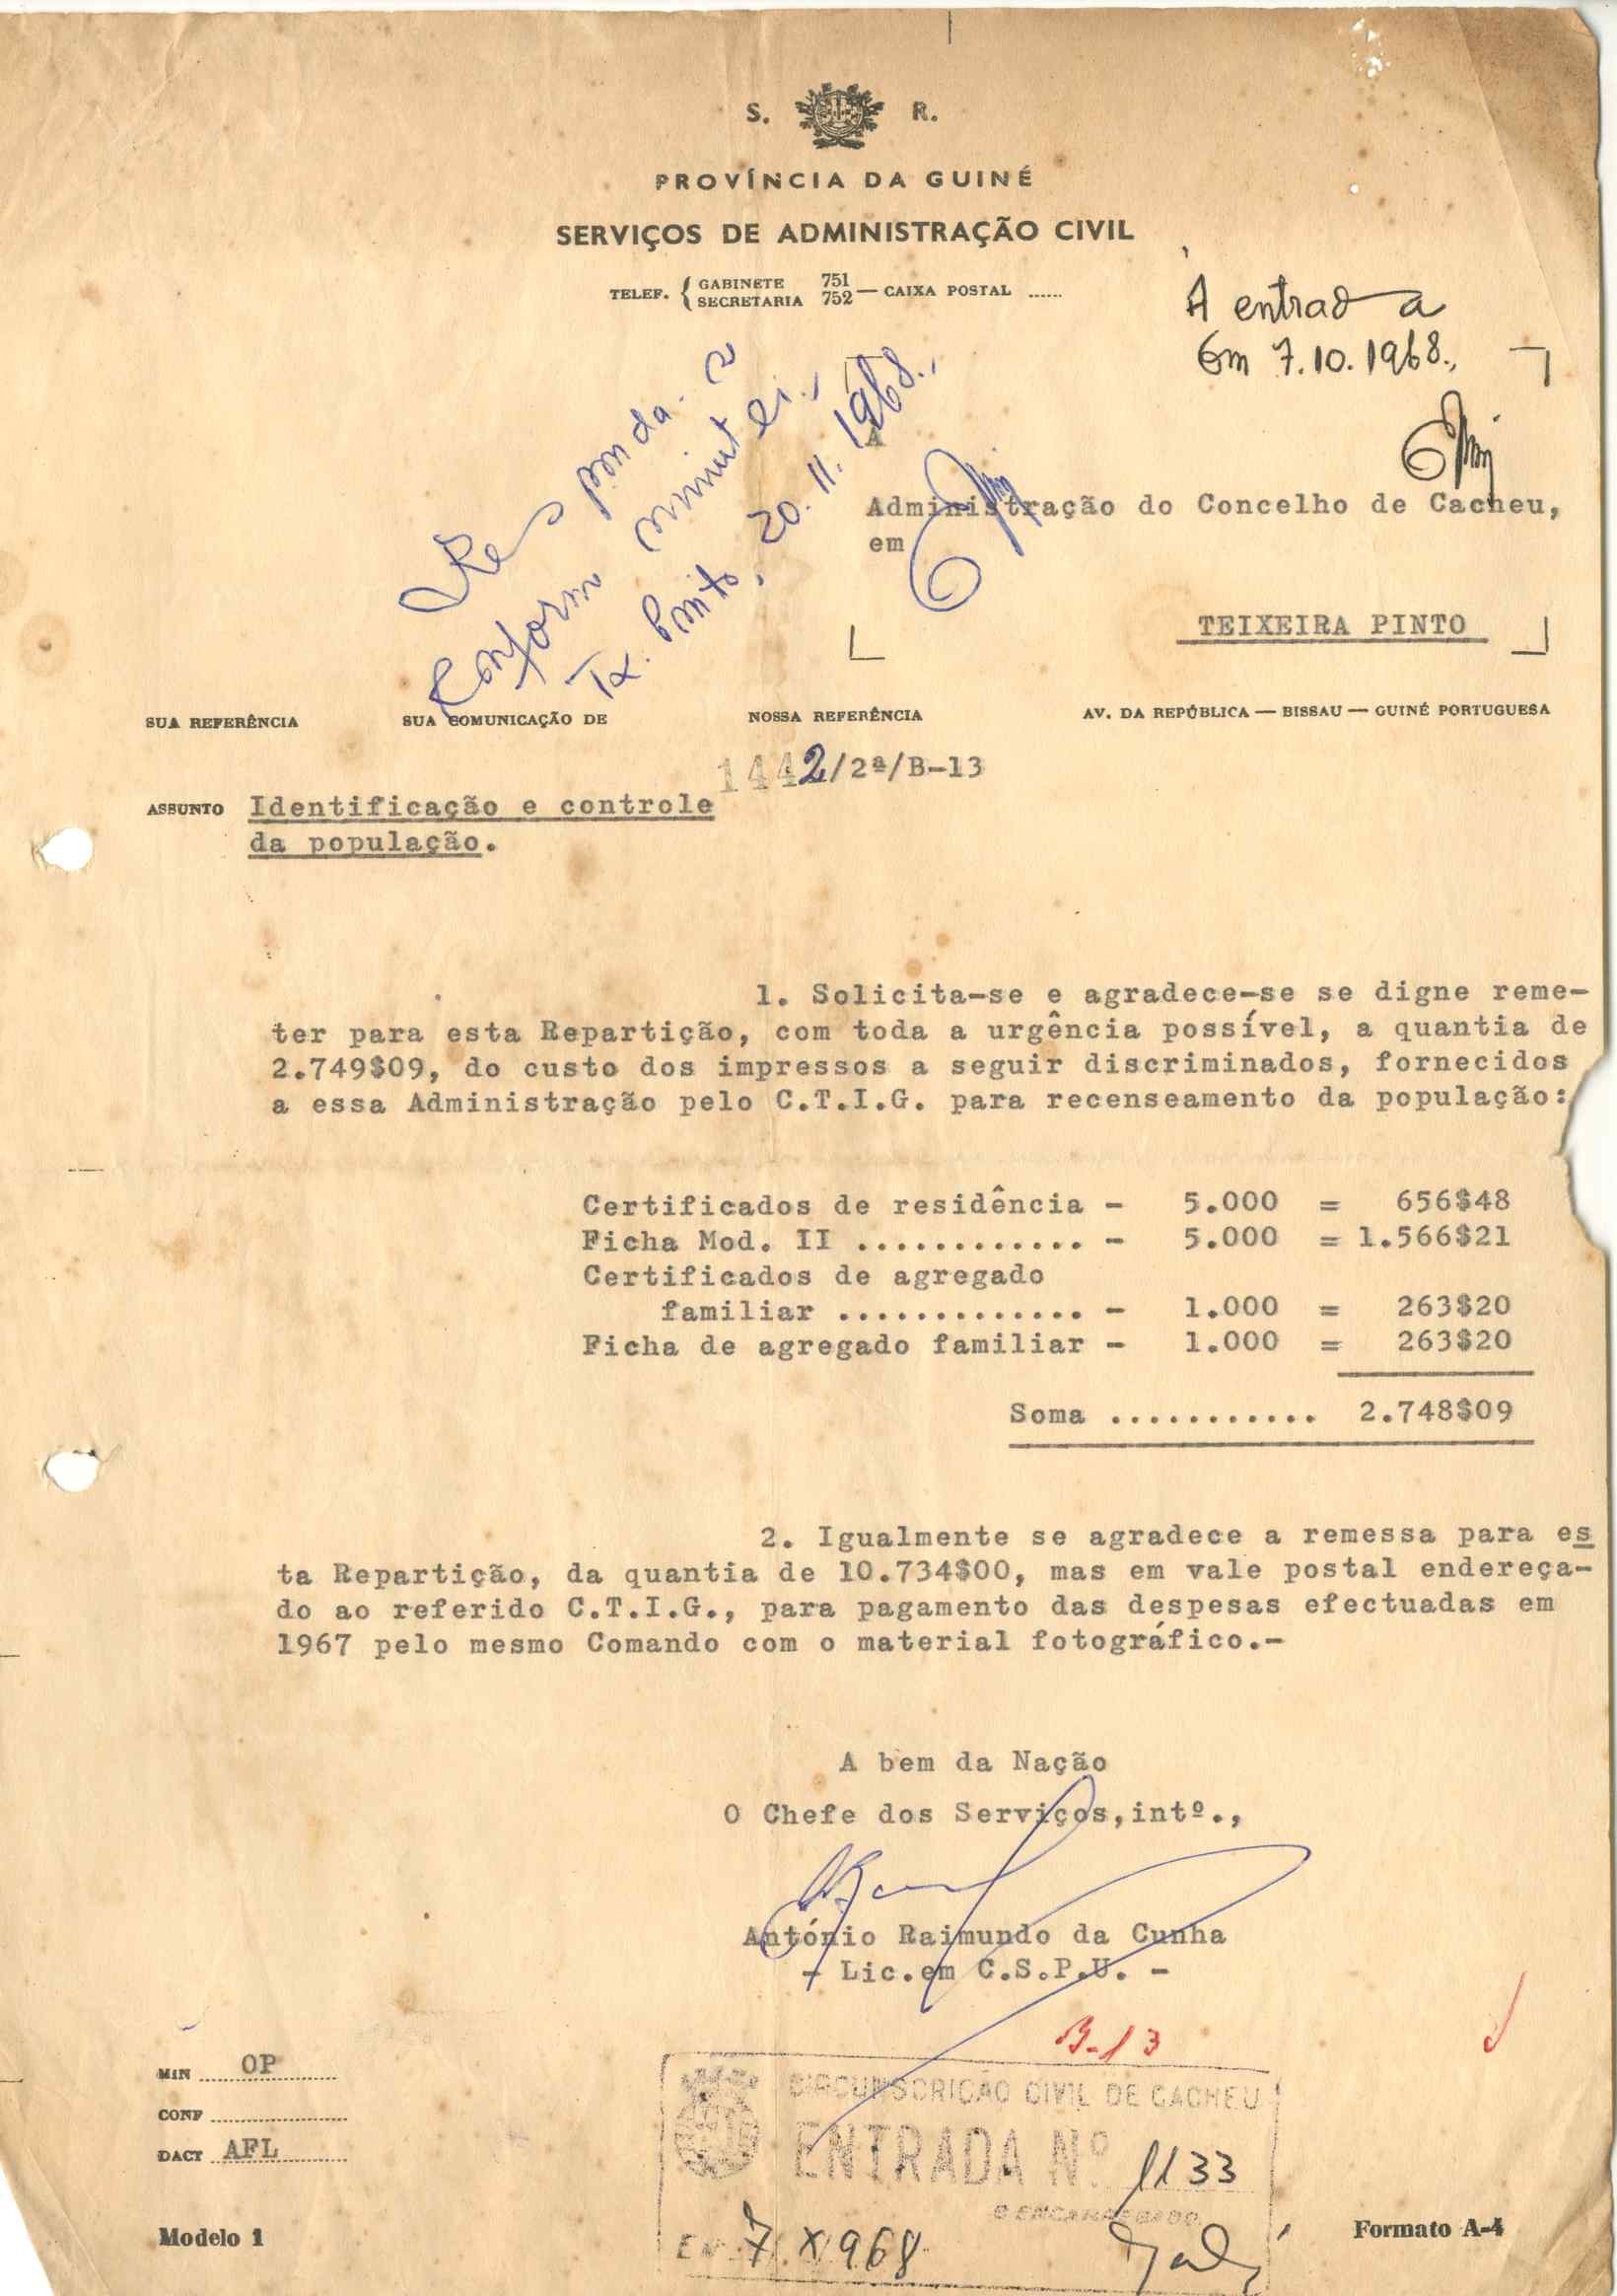 S. R.
PROVÍNCIA DA GUINÉ
SERVIÇOS DE ADMINISTRAÇÃO CIVIL
TELEF. { GABINETE 751
SECRETARIA 752 — CAIXA POSTAL ......
A entrada
Em 7.10.1968.,
Responda-se
conforme minutei.,
Tx. Pinto, 20.11.1968.,
À
Administração do Concelho de Cacheu,
em
TEIXEIRA PINTO
SUA REFERÊNCIA
SUA COMUNICAÇÃO DE
NOSSA REFERÊNCIA
AV. DA REPÚBLICA — BISSAU — GUINÉ PORTUGUESA
1442/2ª/B-13
ASSUNTO Identificação e controle
da população.
1. Solicita-se e agradece-se se digne reme-
ter para esta Repartição, com toda a urgência possível, a quantia de
2.749$09, do custo dos impressos a seguir discriminados, fornecidos
a essa Administração pelo C.T.I.G. para recenseamento da população:
Certificados de residência - 5.000 = 656$48
Ficha Mod. II ............ - 5.000 = 1.566$21
Certificados de agregado
familiar ............. - 1.000 = 263$20
Ficha de agregado familiar - 1.000 = 263$20
Soma ........... 2.748$09
2. Igualmente se agradece a remessa para es
ta Repartição, da quantia de 10.734$00, mas em vale postal endereça-
do ao referido C.T.I.G., para pagamento das despesas efectuadas em
1967 pelo mesmo Comando com o material fotográfico.-
A bem da Nação
O Chefe dos Serviços,intº.,
António Raimundo da Cunha
- Lic.em C.S.P.U. -
B-13
MIN OP
CONF
DACT AFL
CIRCUNSCRIÇÃO CIVIL DE CACHEU
ENTRADA Nº 1133
O ENCARREGADO
EM 7 X 968
Modelo 1
Formato A-4